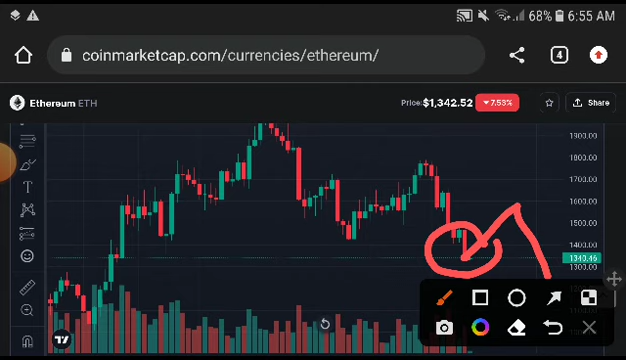 68% 6:55 AM
coinmarketcap.com/currencies/ethereum/
4
Ethereum ETH
Price: $1,342.52 ▼7.53%
Share
1900.00
1800.00
1700.00
1600.00
1500.00
1400.00
1340.46
1300.00
T